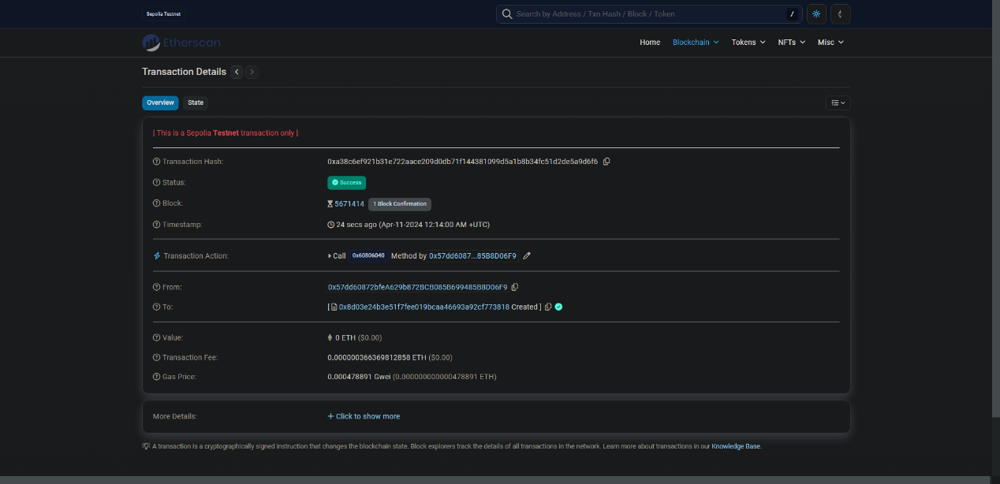 Sepolia Testnet
Search by Address / Txn Hash / Block / Token
/
Etherscan
Home Blockchain Tokens NFTs Misc
Transaction Details
Overview State
[ This is a Sepolia Testnet transaction only ]
Transaction Hash: 0xa38c6ef921b31e722aace209d0db71f144381099d5a1b8b34fc51d2de5a9d6f6
Status: Success
Block: 5671414 1 Block Confirmation
Timestamp: 24 secs ago (Apr-11-2024 12:14:00 AM +UTC)
Transaction Action: Call 0x60806040 Method by 0x57dd6087...85B8D06F9
From: 0x57dd60872bfeA629b872BCB085B699485B8D06F9
To: [ 0x8d03e24b3e51f7fee019bcaa46693a92cf773818 Created ]
Value: 0 ETH ($0.00)
Transaction Fee: 0.000000366369812858 ETH ($0.00)
Gas Price: 0.000478891 Gwei (0.000000000000478891 ETH)
More Details: + Click to show more
A transaction is a cryptographically signed instruction that changes the blockchain state. Block explorers track the details of all transactions in the network. Learn more about transactions in our Knowledge Base.